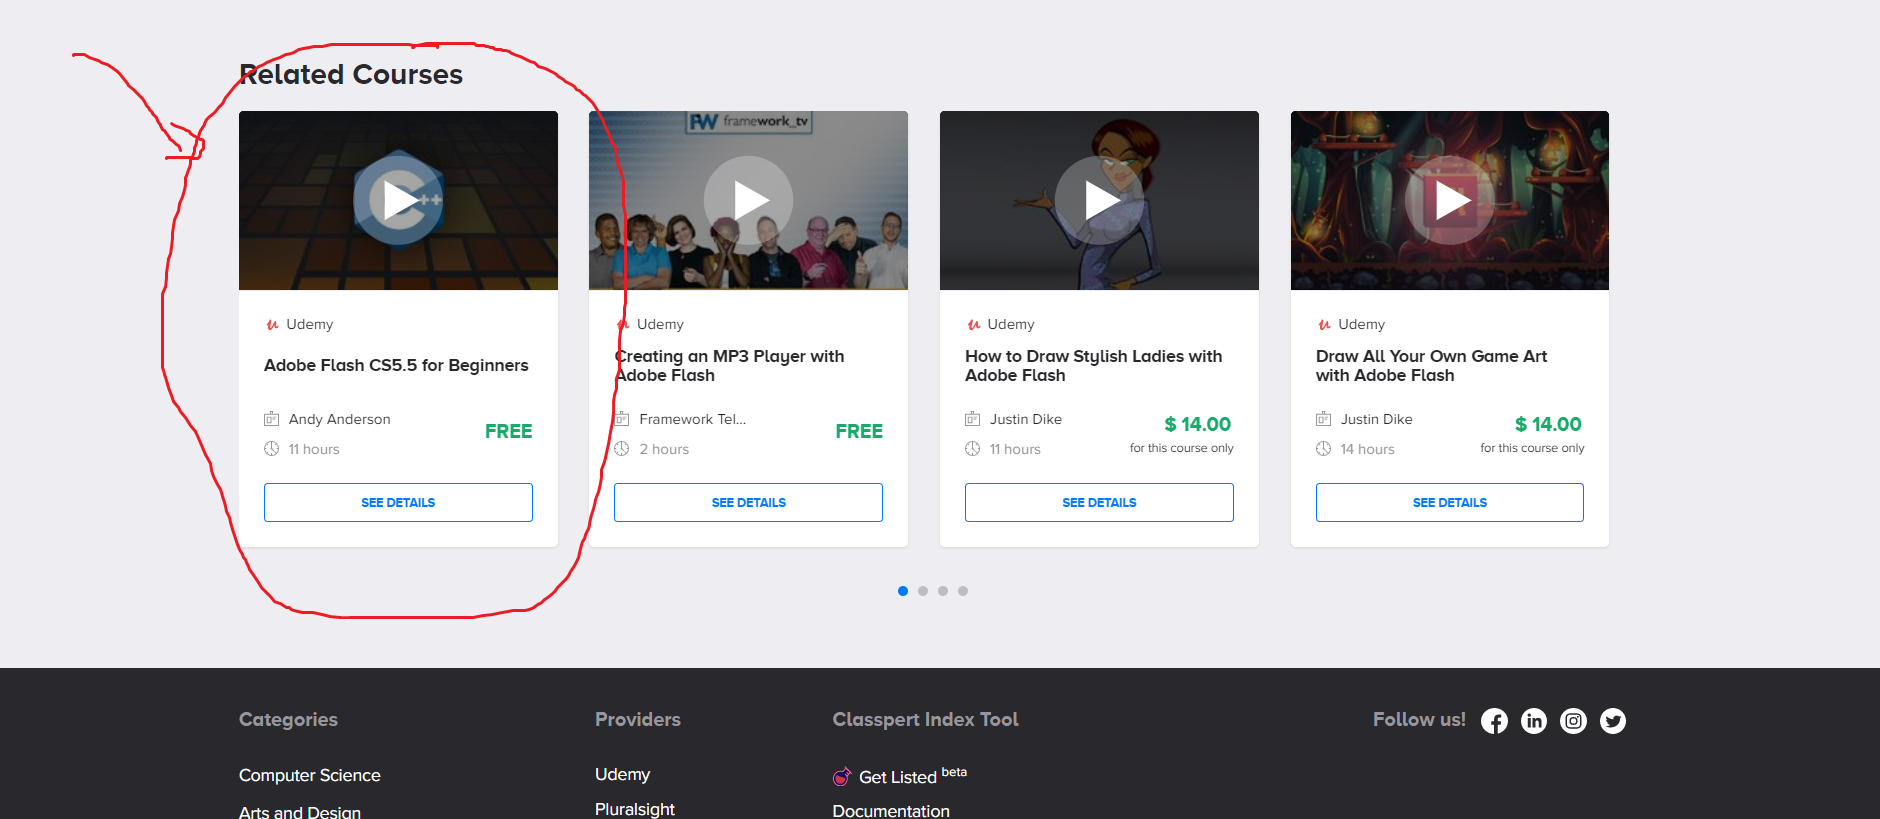 Related Courses
++
FW framework_tv
Udemy
Adobe Flash CS5.5 for Beginners
Andy Anderson
11 hours
FREE
SEE DETAILS
Udemy
Creating an MP3 Player with
Adobe Flash
Framework Tel...
2 hours
FREE
SEE DETAILS
Udemy
How to Draw Stylish Ladies with
Adobe Flash
Justin Dike
11 hours
$ 14.00
for this course only
SEE DETAILS
Udemy
Draw All Your Own Game Art
with Adobe Flash
Justin Dike
14 hours
$ 14.00
for this course only
SEE DETAILS
Categories
Computer Science
Arts and Design
Providers
Udemy
Pluralsight
Classpert Index Tool
Get Listed beta
Documentation
Follow us!